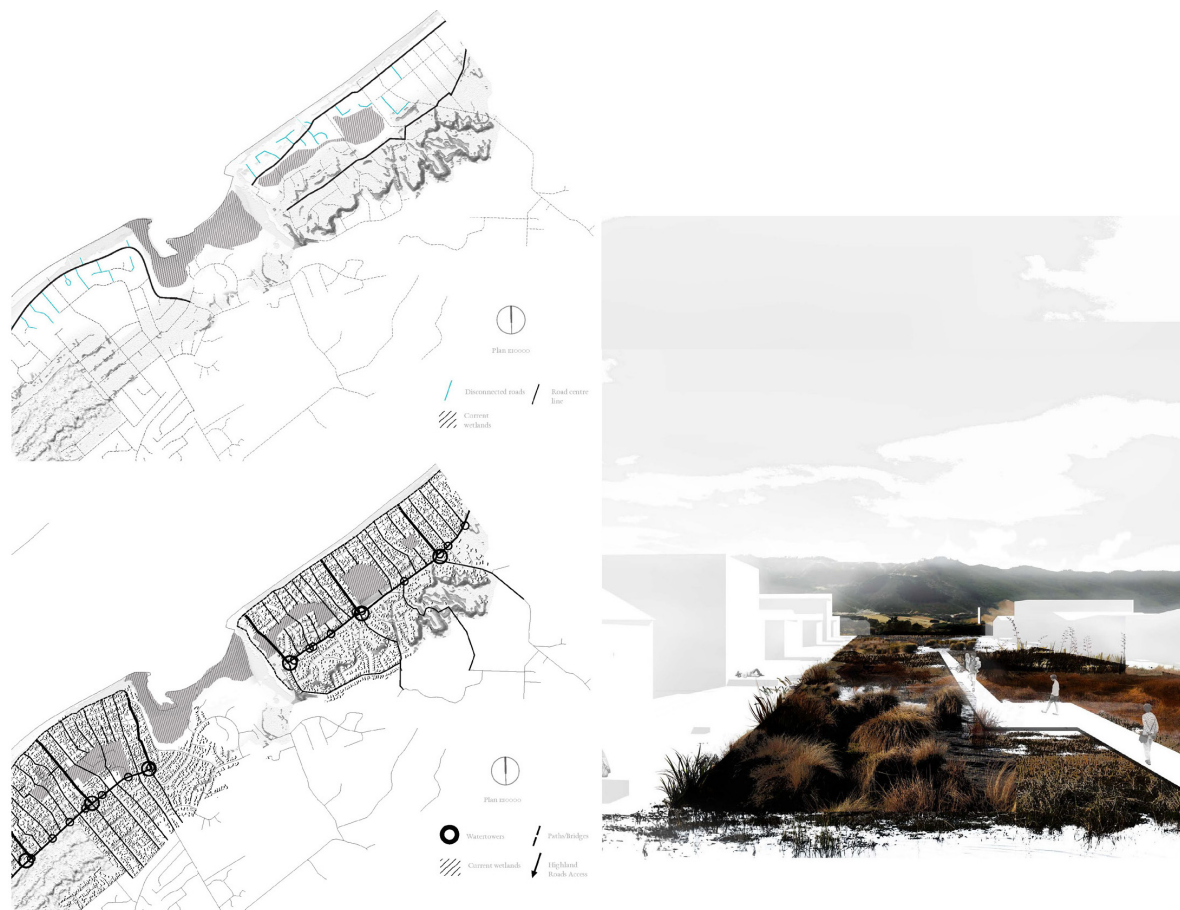 Plan 1:10000
Disconnected roads
Road centre
line
Current
wetlands
Plan 1:10000
Watertowers
Paths/Bridges
Current wetlands
Highland
Roads Access